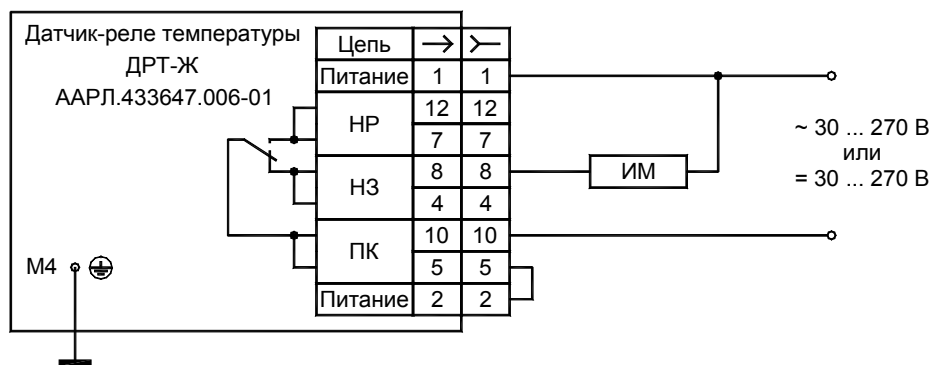 Датчик-реле температуры
ДРТ-Ж
ААРЛ.433647.006-01
Цепь
Питание 1 1
НР 12 12
7 7
НЗ 8 8
4 4
ПК 10 10
5 5
Питание 2 2
ИМ
~ 30 ... 270 В
или
= 30 ... 270 В
М4